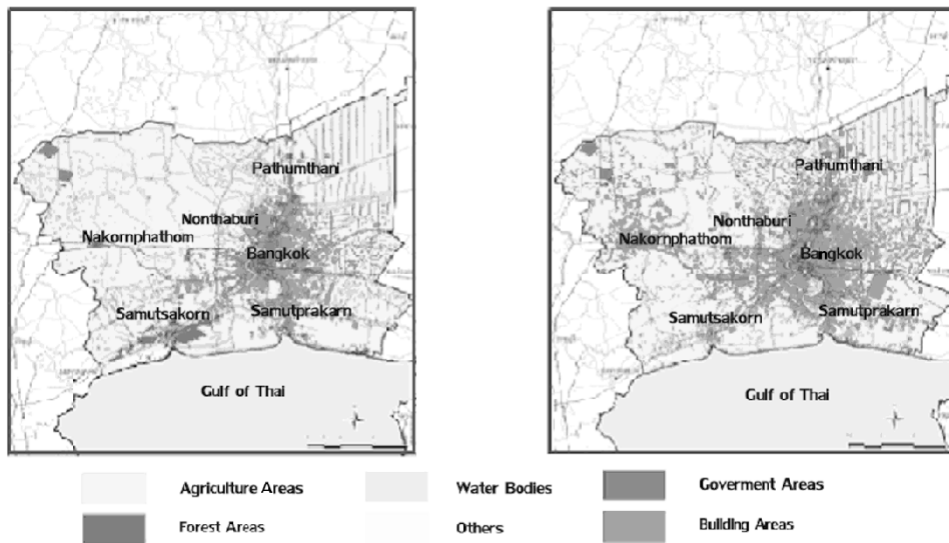 Pathumthani
Nonthaburi
Nakornphathom
Bangkok
Samutsakorn
Samutprakarn
Gulf of Thai
Pathumthani
Nonthaburi
Nakornphathom
Bangkok
Samutsakorn
Samutprakarn
Gulf of Thai
Agriculture Areas
Water Bodies
Goverment Areas
Forest Areas
Others
Building Areas